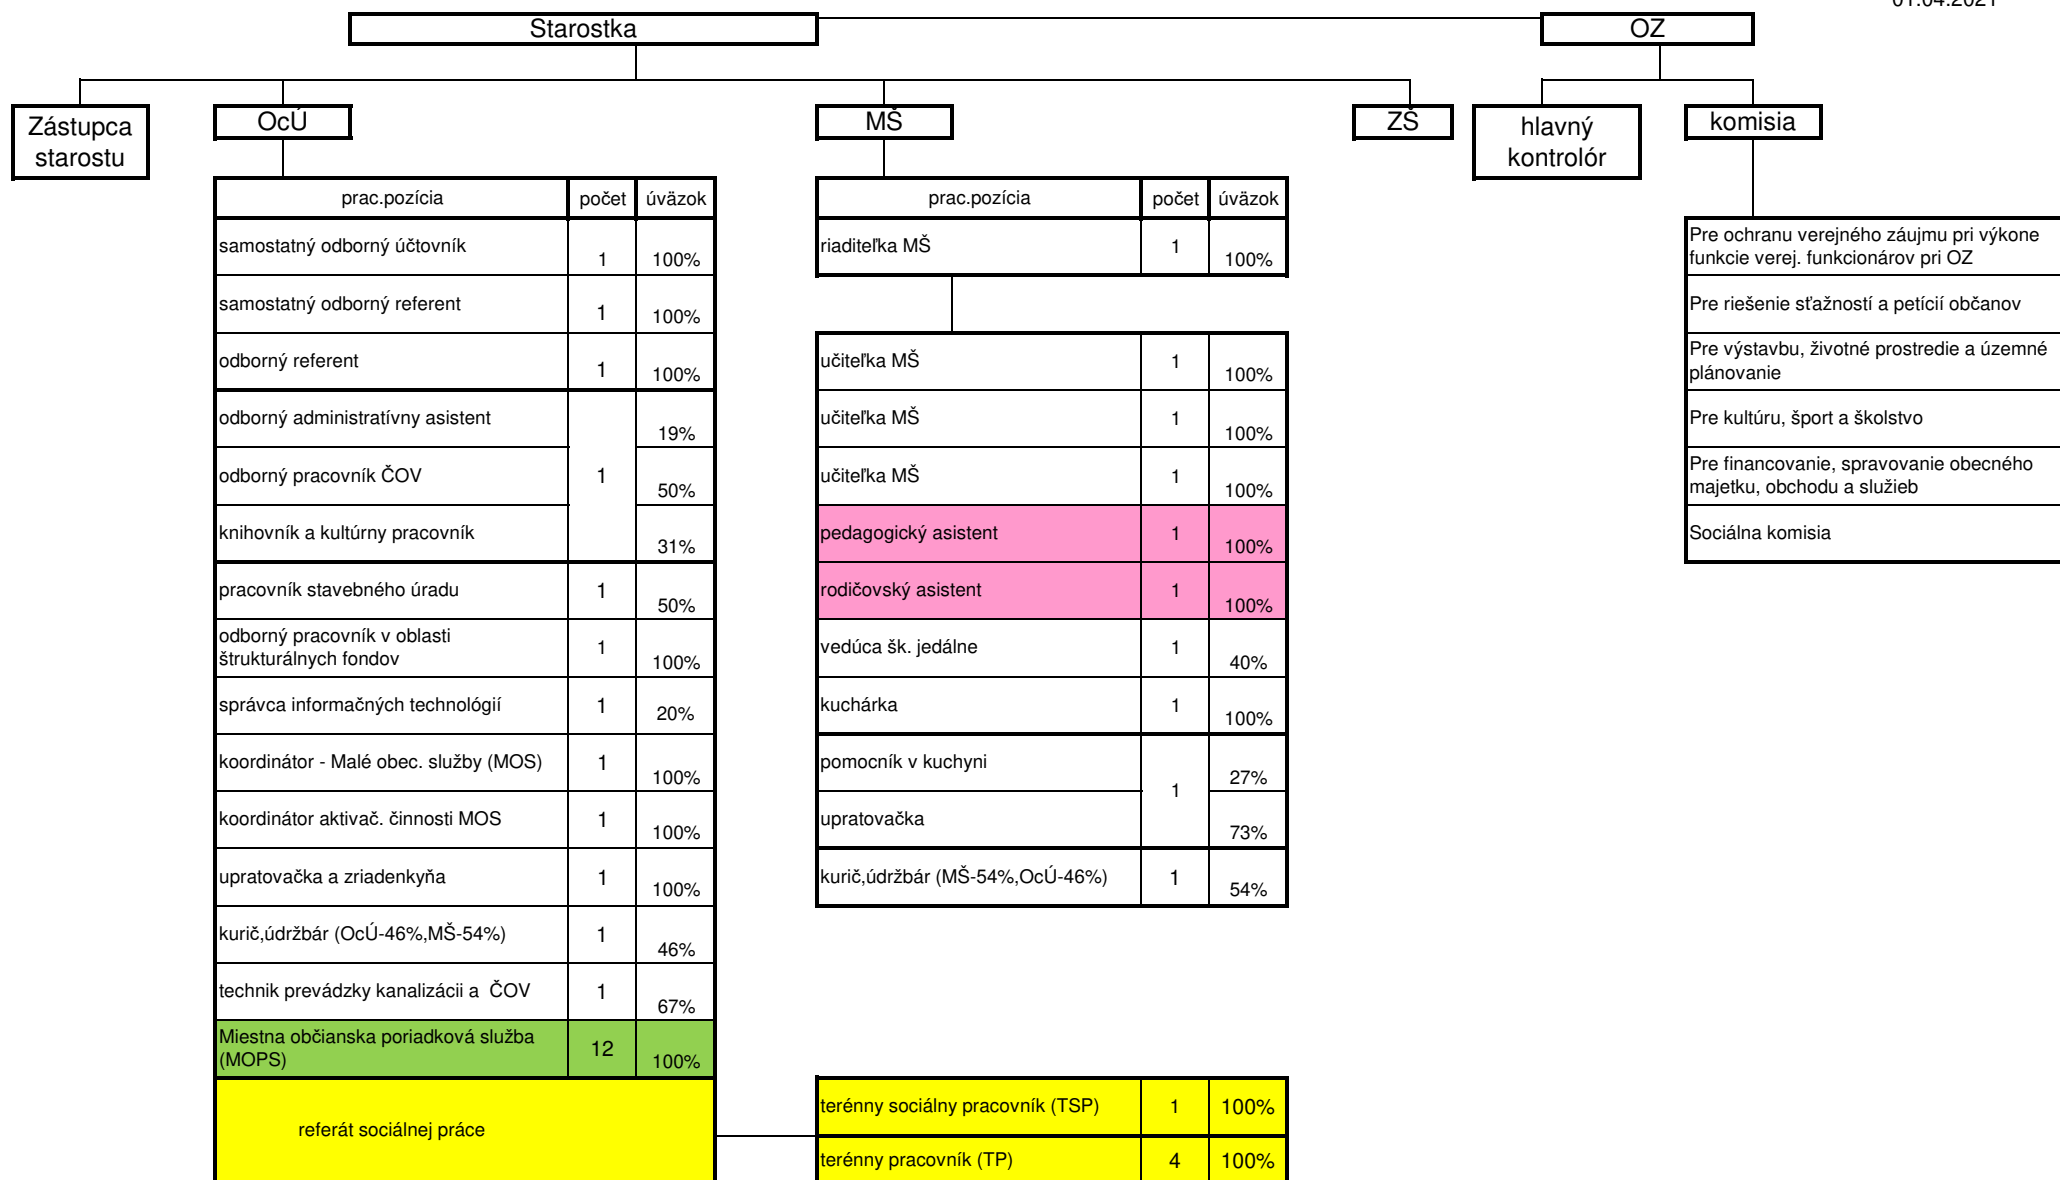 01.04.2021
Starostka
OZ
Zástupca
starostu
OcÚ
MŠ
ZŠ
hlavný
kontrolór
komisia
prac.pozícia počet úväzok
samostatný odborný účtovník 1 100%
samostatný odborný referent 1 100%
odborný referent 1 100%
odborný administratívny asistent 19%
odborný pracovník ČOV 1 50%
knihovník a kultúrny pracovník 31%
pracovník stavebného úradu 1 50%
odborný pracovník v oblasti
štrukturálnych fondov 1 100%
správca informačných technológií 1 20%
koordinátor - Malé obec. služby (MOS) 1 100%
koordinátor aktivač. činnosti MOS 1 100%
upratovačka a zriadenkyňa 1 100%
kurič,údržbár (OcÚ-46%,MŠ-54%) 1 46%
technik prevádzky kanalizácii a  ČOV 1 67%
Miestna občianska poriadková služba
(MOPS) 12 100%
referát sociálnej práce
prac.pozícia počet úväzok
riaditeľka MŠ 1 100%
učiteľka MŠ 1 100%
učiteľka MŠ 1 100%
učiteľka MŠ 1 100%
pedagogický asistent 1 100%
rodičovský asistent 1 100%
vedúca šk. jedálne 1 40%
kuchárka 1 100%
pomocník v kuchyni 1 27%
upratovačka 73%
kurič,údržbár (MŠ-54%,OcÚ-46%) 1 54%
terénny sociálny pracovník (TSP) 1 100%
terénny pracovník (TP) 4 100%
Pre ochranu verejného záujmu pri výkone
funkcie verej. funkcionárov pri OZ
Pre riešenie sťažností a petícií občanov
Pre výstavbu, životné prostredie a územné
plánovanie
Pre kultúru, šport a školstvo
Pre financovanie, spravovanie obecného
majetku, obchodu a služieb
Sociálna komisia